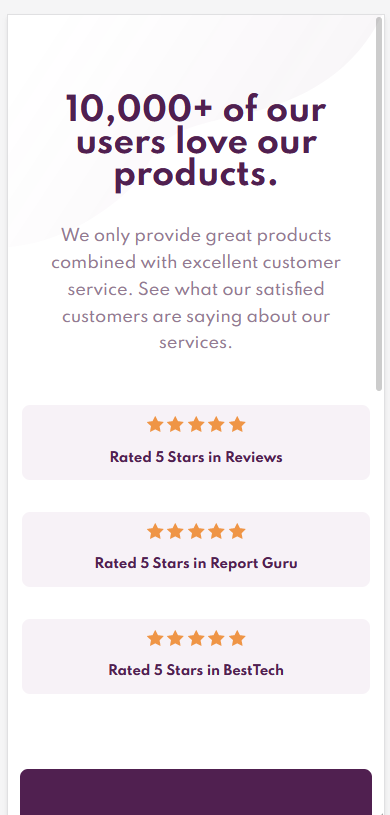 10,000+ of our
users love our
products.
We only provide great products
combined with excellent customer
service. See what our satisfied
customers are saying about our
services.
Rated 5 Stars in Reviews
Rated 5 Stars in Report Guru
Rated 5 Stars in BestTech